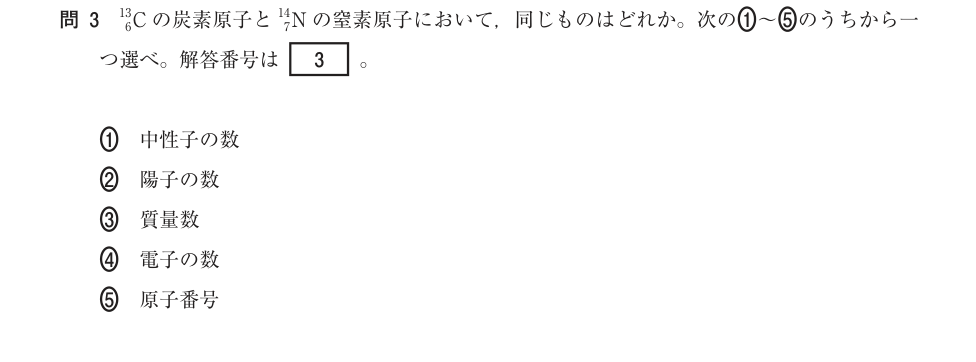 問 3 ¹³₆C の炭素原子と ¹⁴₇N の窒素原子において，同じものはどれか。次の①～⑤のうちから一
つ選べ。解答番号は 3 。
① 中性子の数
② 陽子の数
③ 質量数
④ 電子の数
⑤ 原子番号